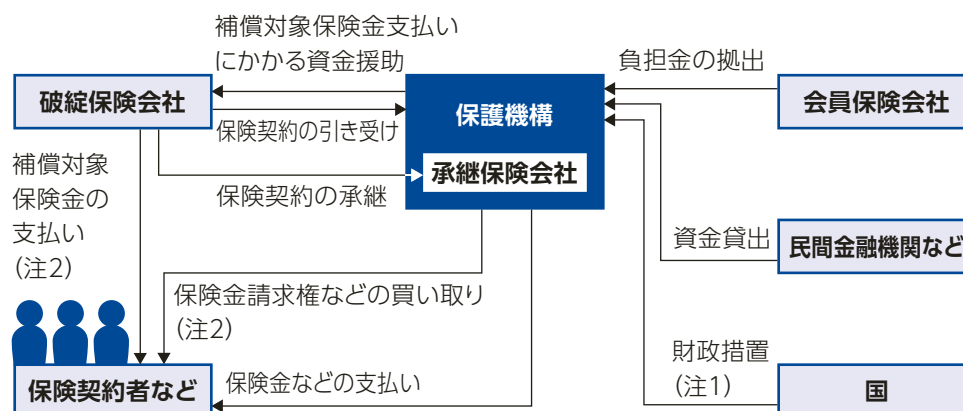 補償対象保険金支払い
にかかる資金援助
負担金の拠出
破綻保険会社
保護機構
会員保険会社
保険契約の引き受け
承継保険会社
補償対象
保険金の
支払い
(注2)
保険契約の承継
資金貸出
民間金融機関など
保険金請求権などの買い取り
(注2)
財政措置
(注1)
保険契約者など
保険金などの支払い
国